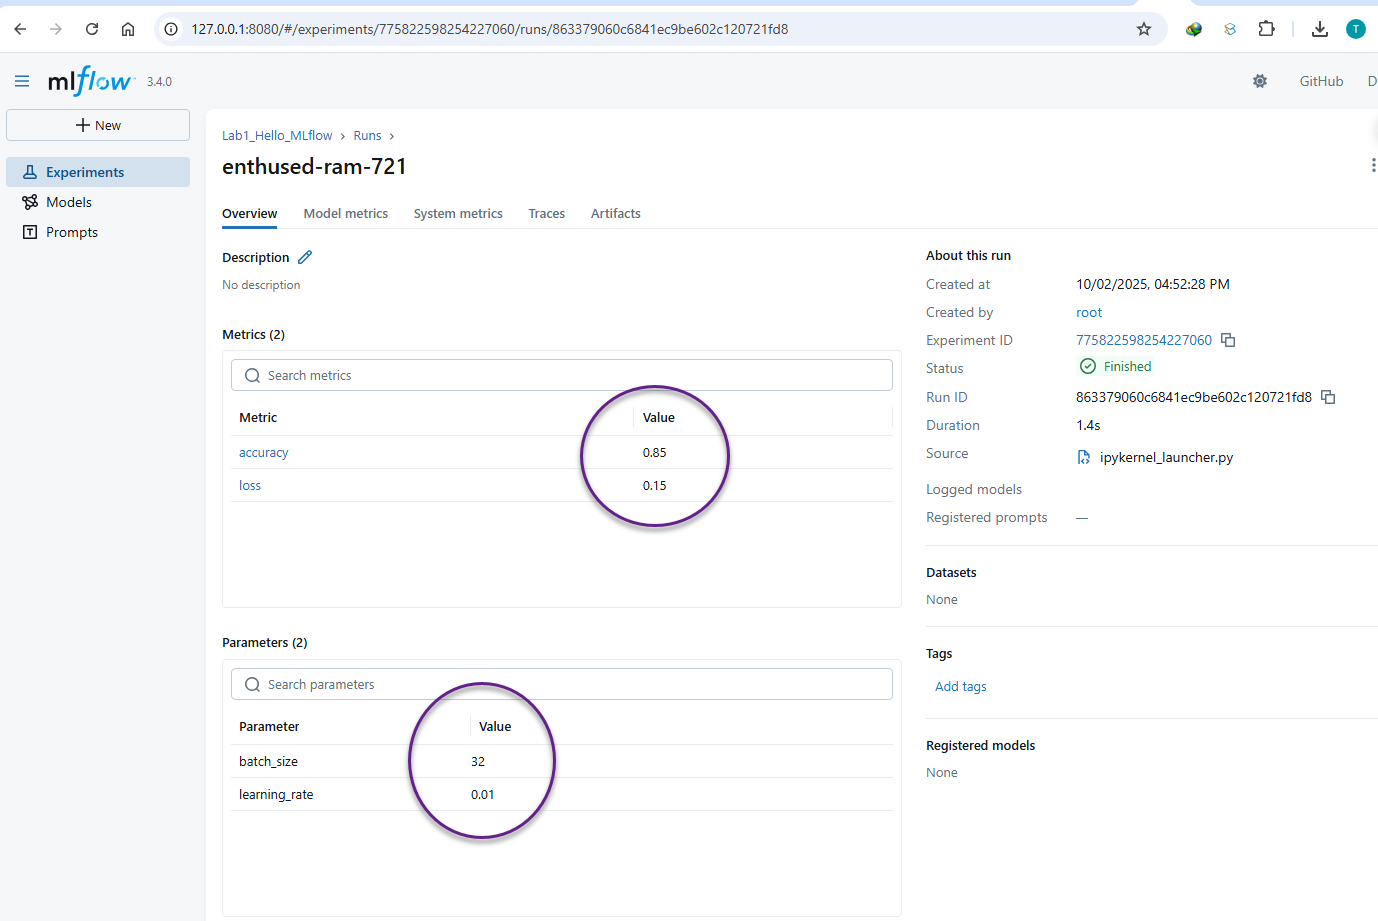 127.0.0.1:8080/#/experiments/775822598254227060/runs/863379060c6841ec9be602c120721fd8
T
mlflow 3.4.0
GitHub
D
New
Experiments
Models
Prompts
Lab1_Hello_MLflow > Runs >
enthused-ram-721
Overview Model metrics System metrics Traces Artifacts
Description
No description
Metrics (2)
Search metrics
Metric Value
accuracy 0.85
loss 0.15
Parameters (2)
Search parameters
Parameter Value
batch_size 32
learning_rate 0.01
About this run
Created at 10/02/2025, 04:52:28 PM
Created by root
Experiment ID 775822598254227060
Status Finished
Run ID 863379060c6841ec9be602c120721fd8
Duration 1.4s
Source ipykernel_launcher.py
Logged models
Registered prompts —
Datasets
None
Tags
Add tags
Registered models
None